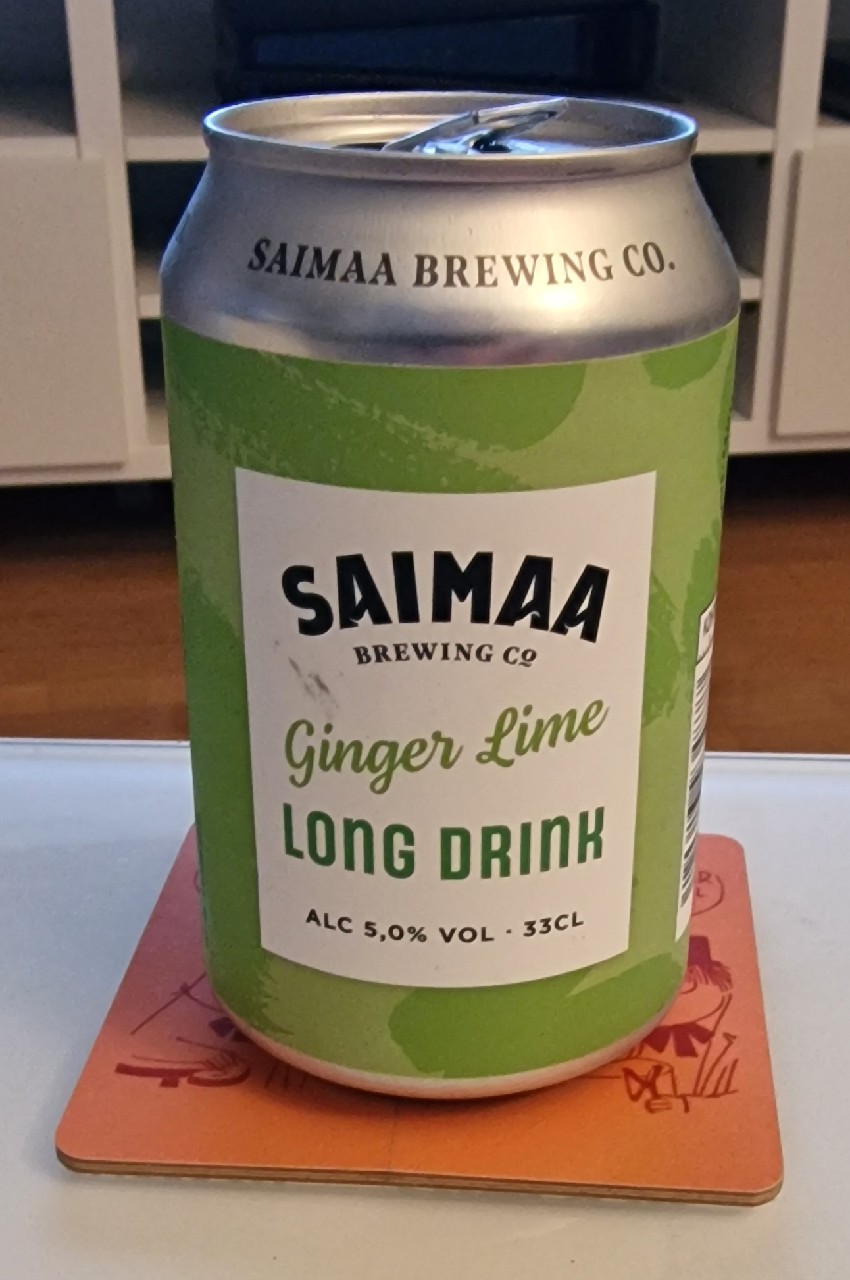 SAIMAA BREWING CO.
SAIMAA
BREWING CO
Ginger Lime
LONG DRINK
ALC 5,0% VOL · 33CL